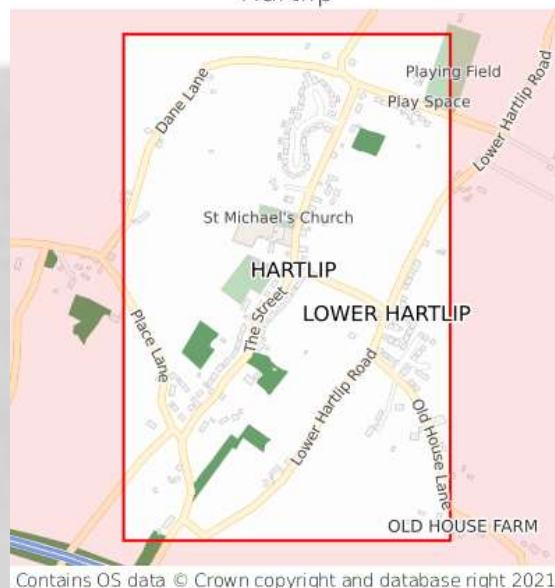 Hartlip
Playing Field
Play Space
Lower Hartlip Road
Dane Lane
St Michael's Church
HARTLIP
LOWER HARTLIP
The Street
Place Lane
Lower Hartlip Road
Old House Lane
OLD HOUSE FARM
Contains OS data © Crown copyright and database right 2021